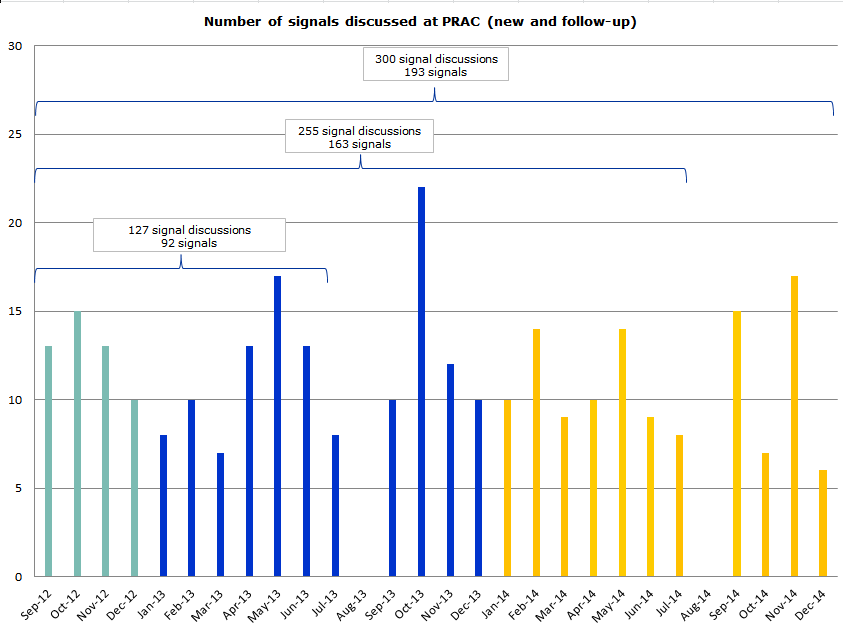 Number of signals discussed at PRAC (new and follow-up)
30
300 signal discussions
193 signals
25
255 signal discussions
163 signals
20
127 signal discussions
92 signals
15
10
5
0
Sep-12
Oct-12
Nov-12
Dec-12
Jan-13
Feb-13
Mar-13
Apr-13
May-13
Jun-13
Jul-13
Aug-13
Sep-13
Oct-13
Nov-13
Dec-13
Jan-14
Feb-14
Mar-14
Apr-14
May-14
Jun-14
Jul-14
Aug-14
Sep-14
Oct-14
Nov-14
Dec-14